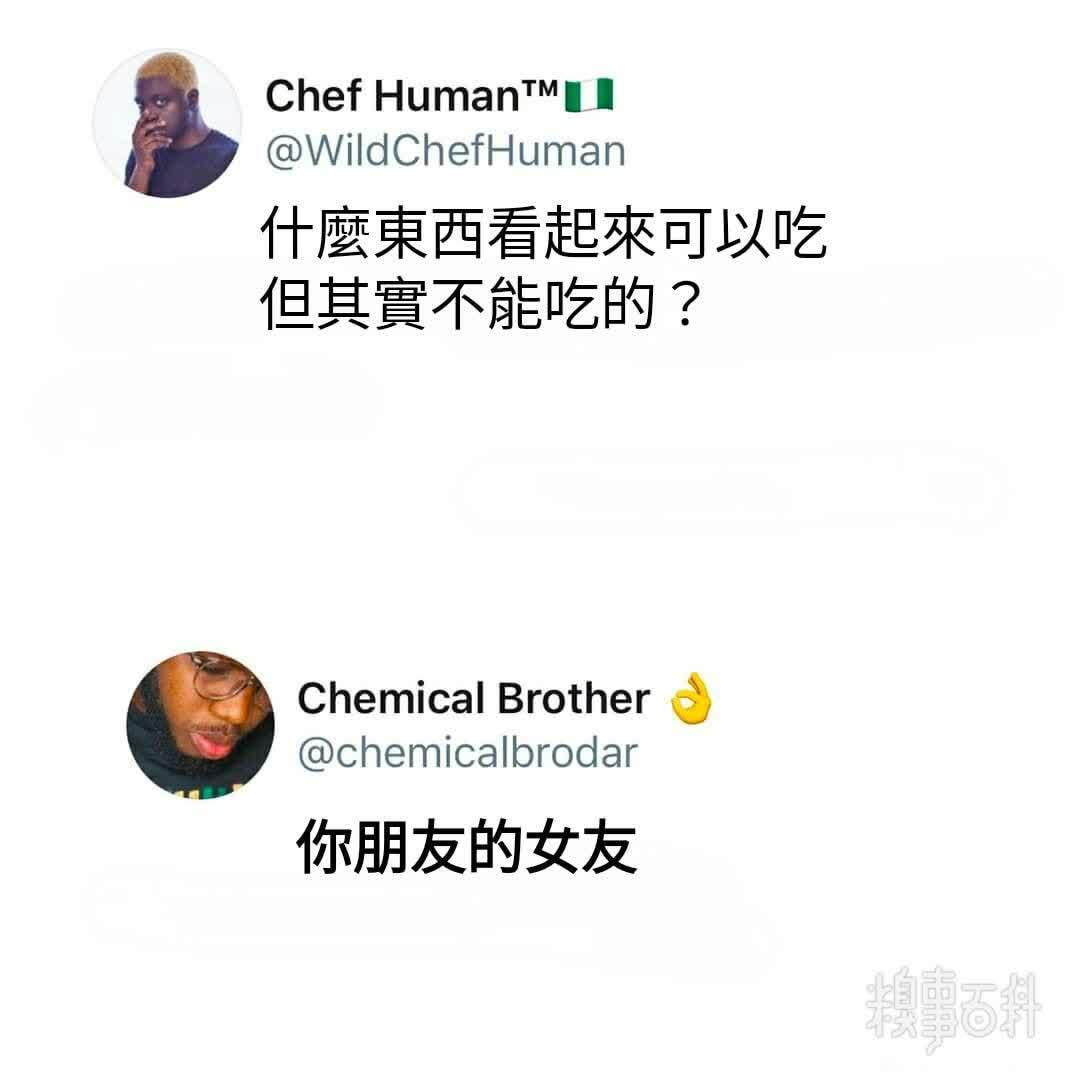 Chef Human™🇳🇬
@WildChefHuman
什麼東西看起來可以吃
但其實不能吃的？
Chemical Brother 👌
@chemicalbrodar
你朋友的女友
糗事百科